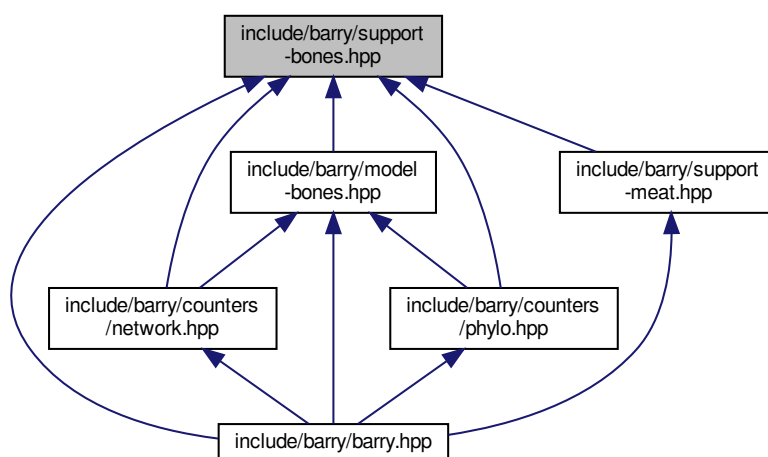 include/barry/support
-bones.hpp
include/barry/model
-bones.hpp
include/barry/support
-meat.hpp
include/barry/counters
/network.hpp
include/barry/counters
/phylo.hpp
include/barry/barry.hpp